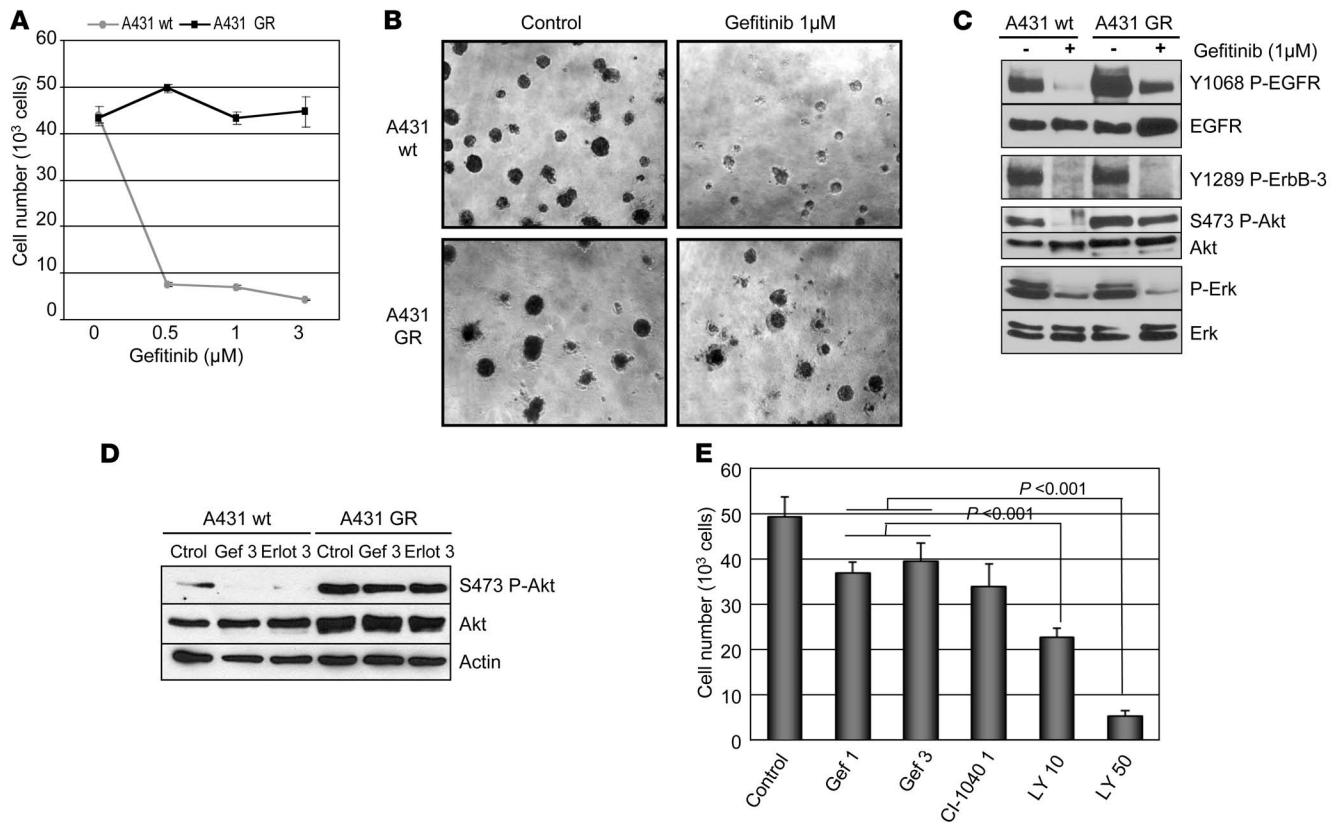 A
A431 wt A431 GR
Cell number (10³ cells)
60
50
40
30
20
10
0
0 0.5 1 3
Gefitinib (µM)
B
Control Gefitinib 1µM
A431
wt
A431
GR
C
A431 wt A431 GR
- + - + Gefitinib (1µM)
Y1068 P-EGFR
EGFR
Y1289 P-ErbB-3
S473 P-Akt
Akt
P-Erk
Erk
D
A431 wt A431 GR
Ctrol Gef 3 Erlot 3 Ctrol Gef 3 Erlot 3
S473 P-Akt
Akt
Actin
E
Cell number (10³ cells)
60
50
40
30
20
10
0
P <0.001
P <0.001
Control Gef 1 Gef 3 CI-1040 1 LY 10 LY 50